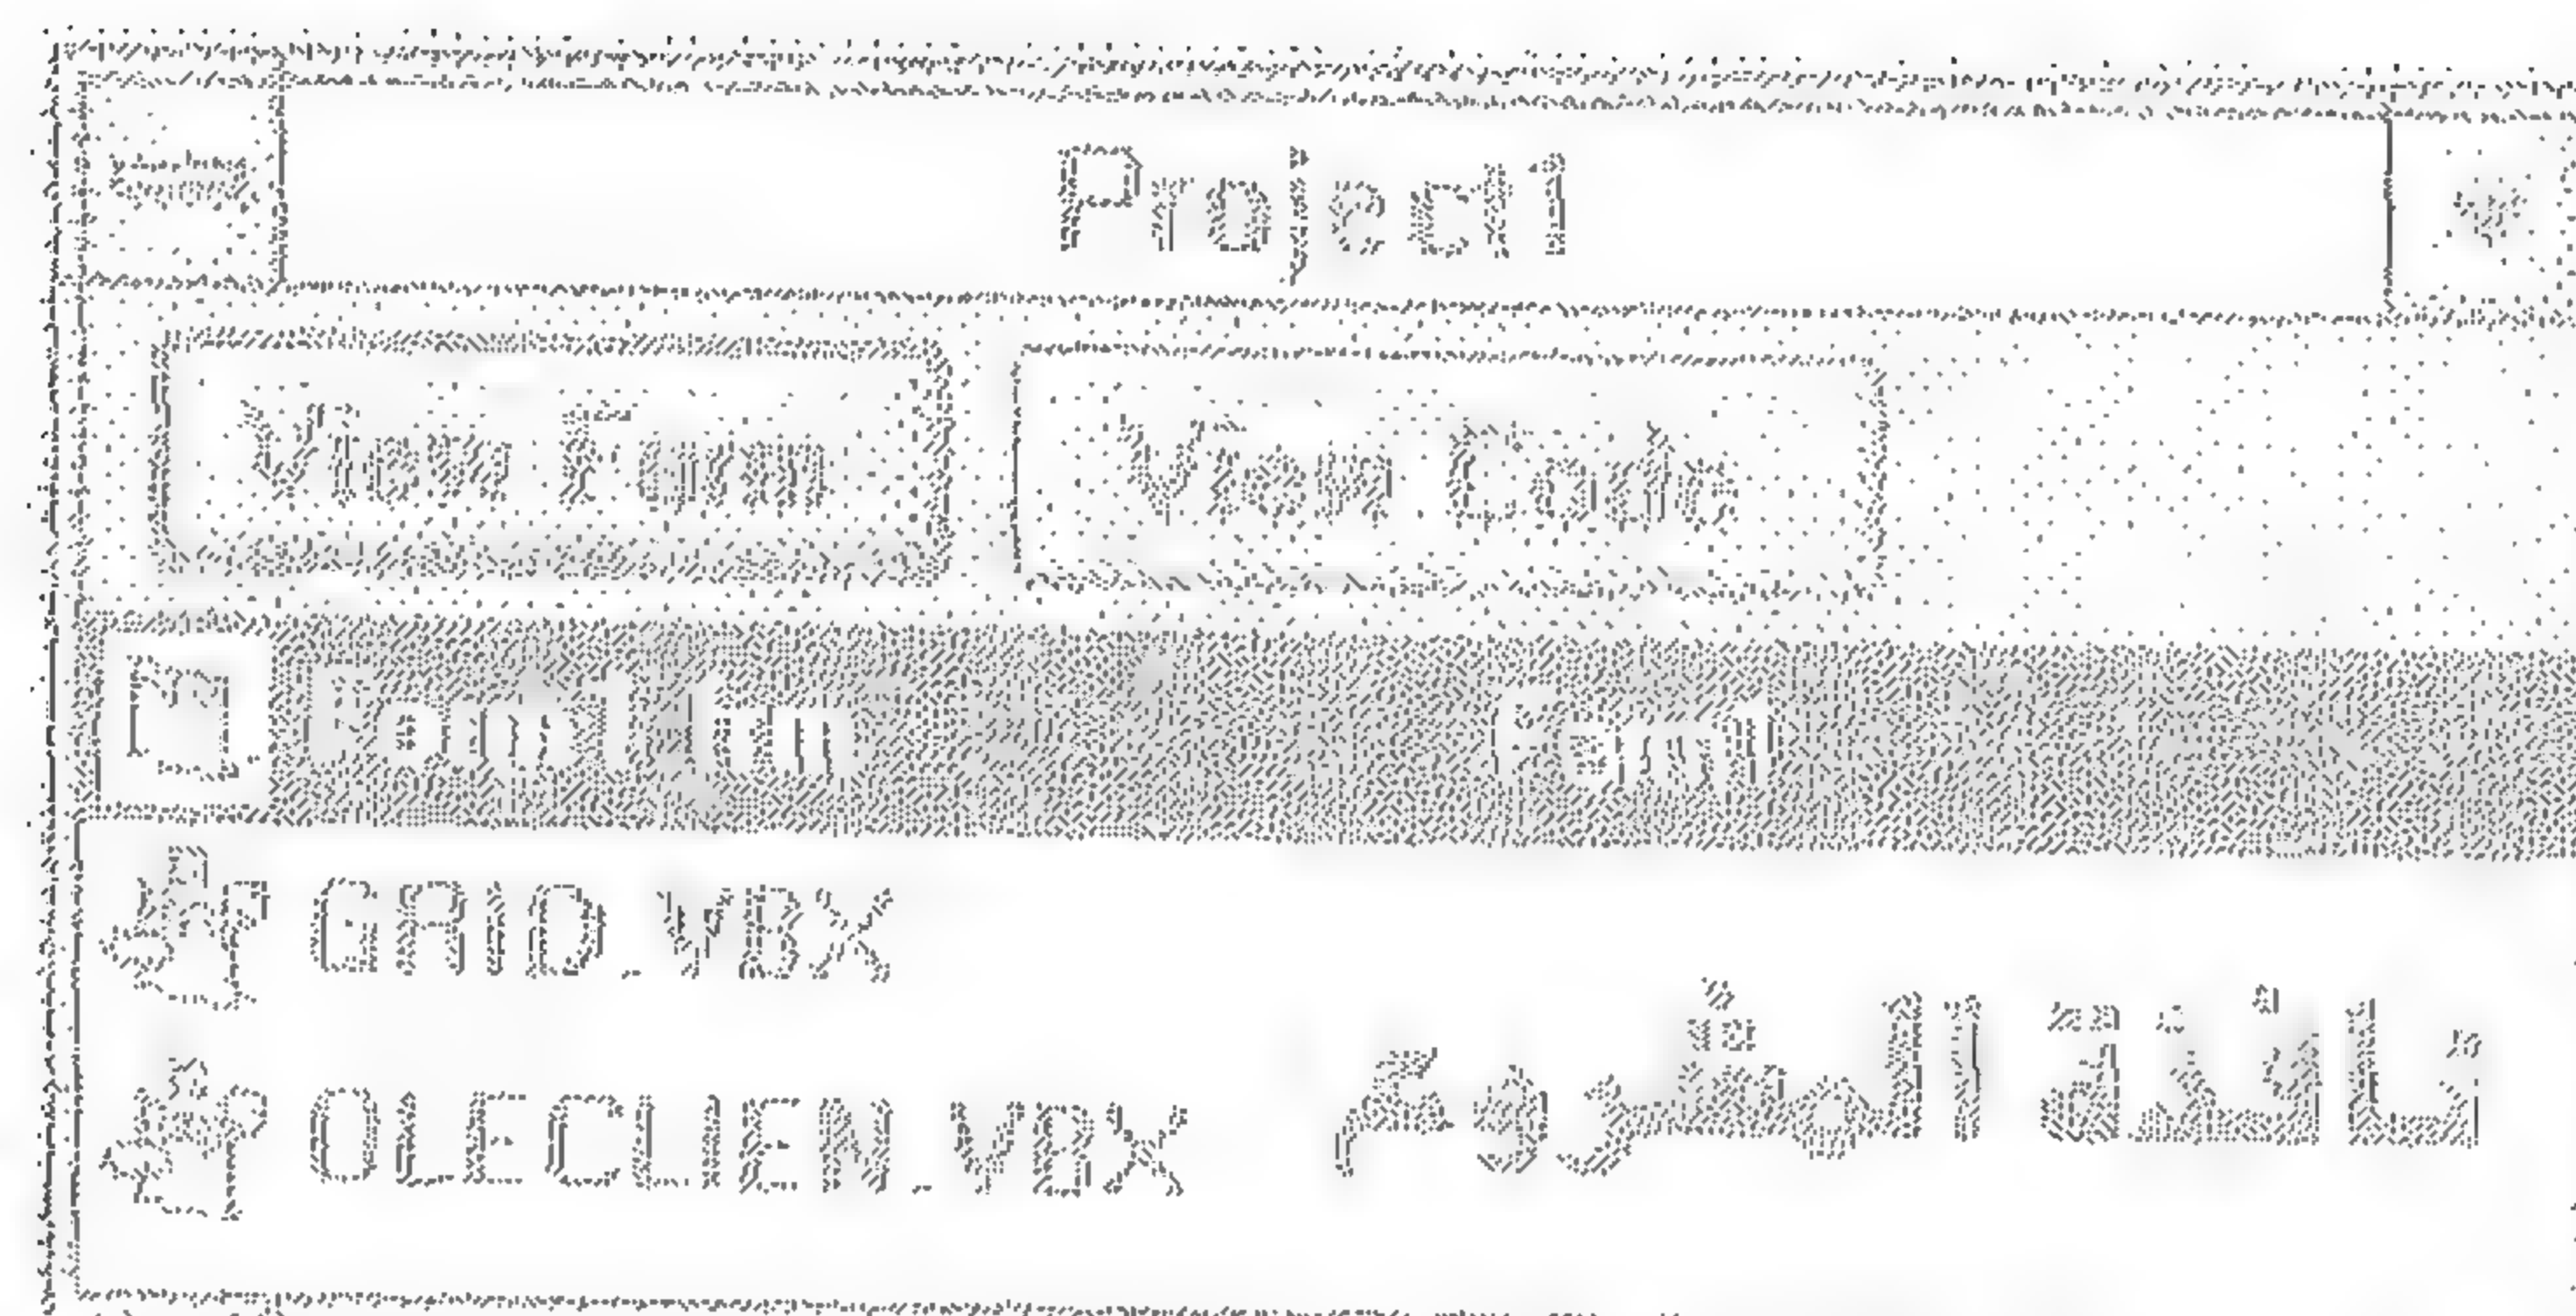 Project1
View Form View Code
Form1.frm Form1
GRID.VBX
OLECLIEN.VBX
نافذة المشروع